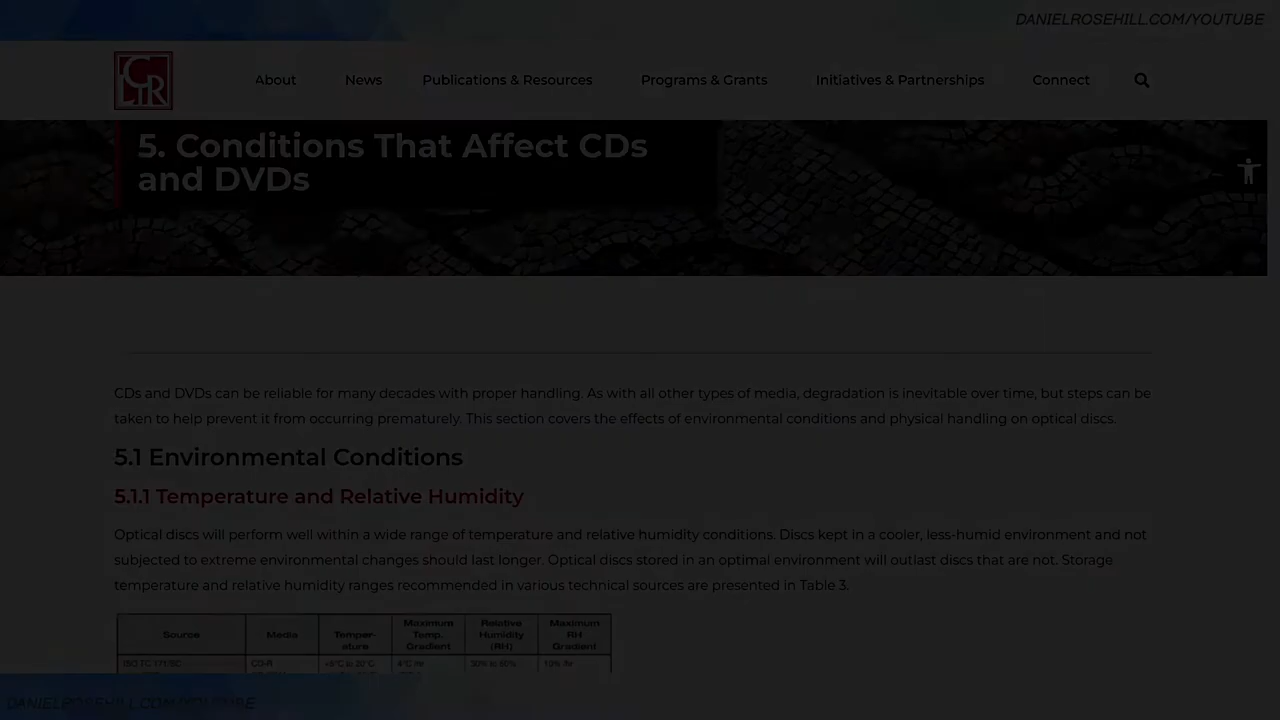 DANIELROSEHILL.COM/YOUTUBE
CLIR
About News Publications & Resources Programs & Grants Initiatives & Partnerships Connect
5. Conditions That Affect CDs
and DVDs
CDs and DVDs can be reliable for many decades with proper handling. As with all other types of media, degradation is inevitable over time, but steps can be
taken to help prevent it from occurring prematurely. This section covers the effects of environmental conditions and physical handling on optical discs.
5.1 Environmental Conditions
5.1.1 Temperature and Relative Humidity
Optical discs will perform well within a wide range of temperature and relative humidity conditions. Discs kept in a cooler, less-humid environment and not
subjected to extreme environmental changes should last longer. Optical discs stored in an optimal environment will outlast discs that are not. Storage
temperature and relative humidity ranges recommended in various technical sources are presented in Table 3.
Source Media Temper-ature Maximum Temp. Gradient Relative Humidity (RH) Maximum RH Gradient
DANIELROSEHILL.COM/YOUTUBE